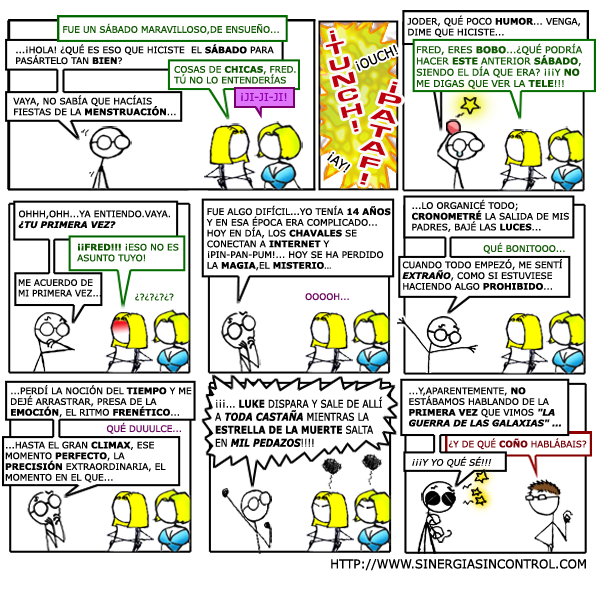 FUE UN SÁBADO MARAVILLOSO,DE ENSUEÑO...
...¡HOLA! ¿QUÉ ES ESO QUE HICISTE EL SÁBADO PARA
PASÁRTELO TAN BIEN?
COSAS DE CHICAS, FRED.
TÚ NO LO ENTENDERÍAS
¡JI-JI-JI!
VAYA, NO SABÍA QUE HACÍAIS
FIESTAS DE LA MENSTRUACIÓN...
¡TUNCH!
¡OUCH!
¡PATAF!
¡AY!
JODER, QUÉ POCO HUMOR... VENGA,
DIME QUE HICISTE...
FRED, ERES BOBO...¿QUÉ PODRÍA
HACER ESTE ANTERIOR SÁBADO,
SIENDO EL DÍA QUE ERA? ¡¡¡Y NO
ME DIGAS QUE VER LA TELE!!!
OHHH,OHH...YA ENTIENDO.VAYA.
¿TU PRIMERA VEZ?
¡¡FRED!!! ¡ESO NO ES
ASUNTO TUYO!
ME ACUERDO DE
MI PRIMERA VEZ...
¿?¿?¿?¿?
FUE ALGO DIFÍCIL...YO TENÍA 14 AÑOS
Y EN ESA ÉPOCA ERA COMPLICADO...
HOY EN DÍA, LOS CHAVALES SE
CONECTAN A INTERNET Y
¡PIN-PAN-PUM!... HOY SE HA PERDIDO
LA MAGIA,EL MISTERIO...
OOOOH...
...LO ORGANICÉ TODO;
CRONOMETRÉ LA SALIDA DE MIS
PADRES, BAJÉ LAS LUCES...
QUÉ BONITOOO...
CUANDO TODO EMPEZÓ, ME SENTÍ
EXTRAÑO, COMO SI ESTUVIESE
HACIENDO ALGO PROHIBIDO...
...PERDÍ LA NOCIÓN DEL TIEMPO Y ME
DEJÉ ARRASTRAR, PRESA DE LA
EMOCIÓN, EL RITMO FRENÉTICO...
QUÉ DUUULCE...
...HASTA EL GRAN CLIMAX, ESE
MOMENTO PERFECTO, LA
PRECISIÓN EXTRAORDINARIA, EL
MOMENTO EN EL QUE...
¡¡¡... LUKE DISPARA Y SALE DE ALLÍ
A TODA CASTAÑA MIENTRAS LA
ESTRELLA DE LA MUERTE SALTA
EN MIL PEDAZOS!!!!
...Y,APARENTEMENTE, NO
ESTÁBAMOS HABLANDO DE LA
PRIMERA VEZ QUE VIMOS "LA
GUERRA DE LAS GALAXIAS" ...
¿Y DE QUÉ COÑO HABLÁBAIS?
¡¡¡Y YO QUÉ SÉ!!!
HTTP://WWW.SINERGIASINCONTROL.COM